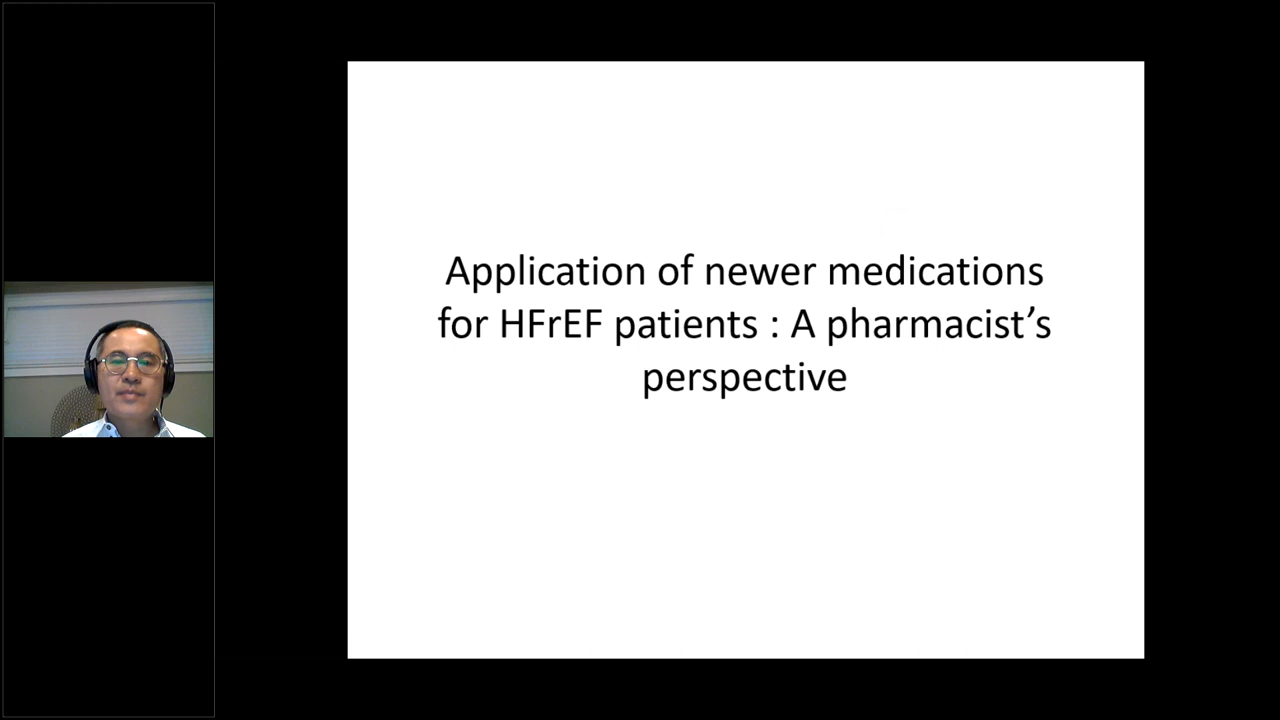 Application of newer medications
for HFrEF patients : A pharmacist’s
perspective